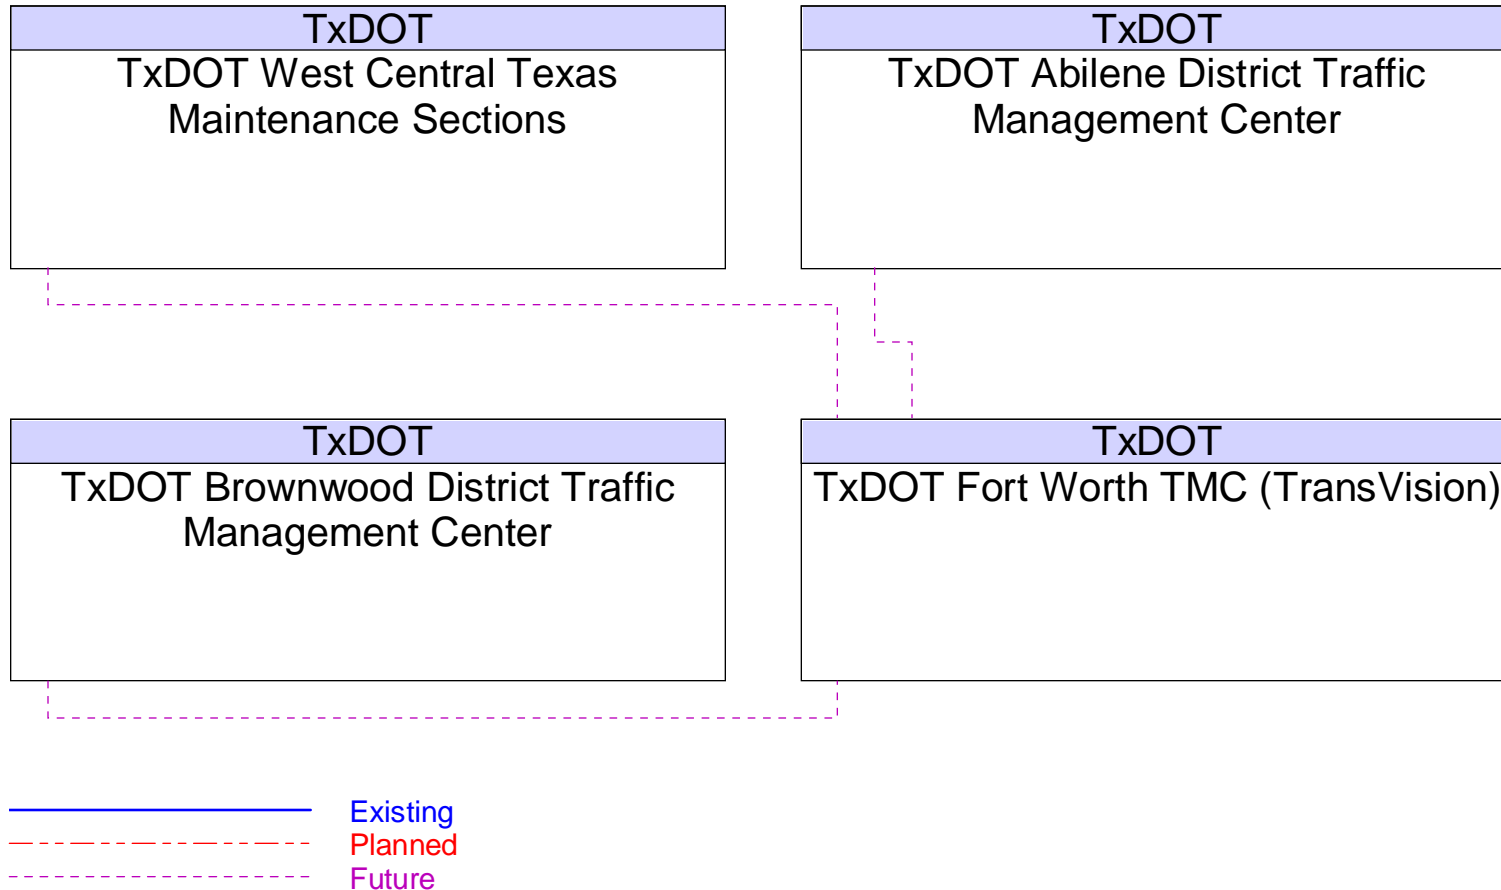 TxDOT
TxDOT West Central Texas
Maintenance Sections
TxDOT
TxDOT Abilene District Traffic
Management Center
TxDOT
TxDOT Brownwood District Traffic
Management Center
TxDOT
TxDOT Fort Worth TMC (TransVision)
Existing
Planned
Future